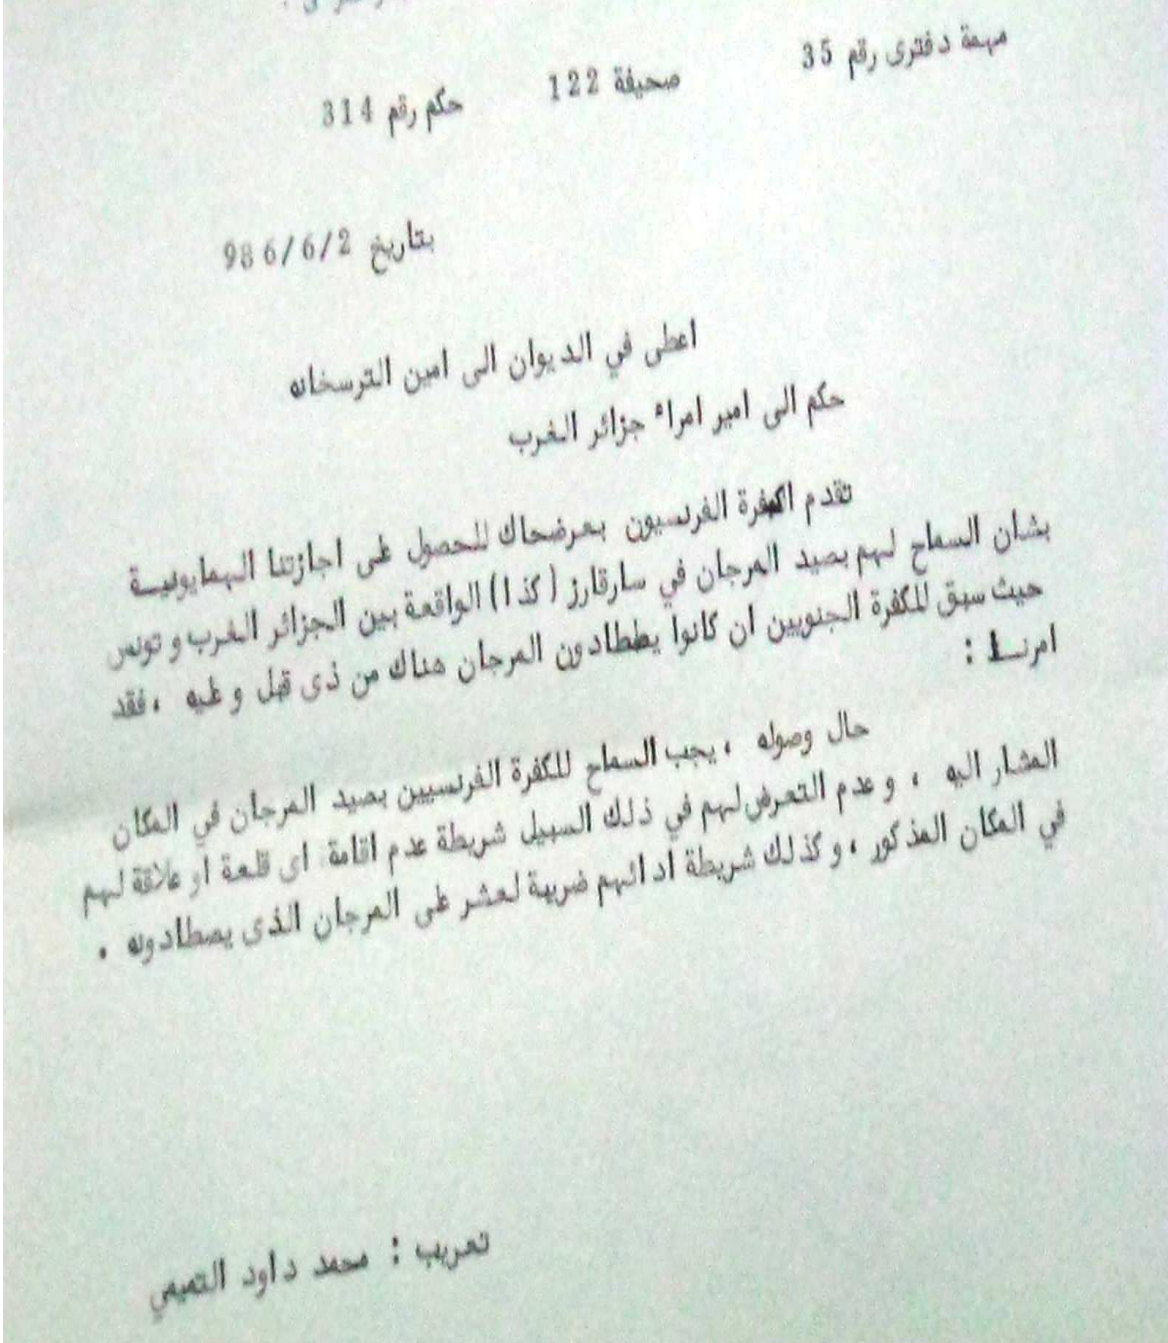 مهمة دفترى رقم 35 صحيفة 122 حكم رقم 314
بتاريخ 986/6/2
اعطى في الديوان الى امين الترسخانه
حكم الى امير امراء جزائر الغرب
تقدم الكفرة الفرنسيون بعرضحاك للحصول على اجازتنا الهمايونية
بشان السماح لهم بصيد المرجان في سارقارز (كذا) الواقعة بين الجزائر الغرب و تونس
حيث سبق للكفرة الجنويين ان كانوا يطادون المرجان هناك من ذى قبل و عليه ، فقد
امرنا :
حال وصوله ، يجب السماح للكفرة الفرنسيين بصيد المرجان في المكان
المشار اليه ، و عدم التعرض لهم في ذلك السبيل شريطة عدم اقامة اى قلعة او علاقة لهم
في المكان المذكور ، و كذلك شريطة ادائهم ضريبة لعشر على المرجان الذى يصطادونه .
تعريب : محمد داود التميمي